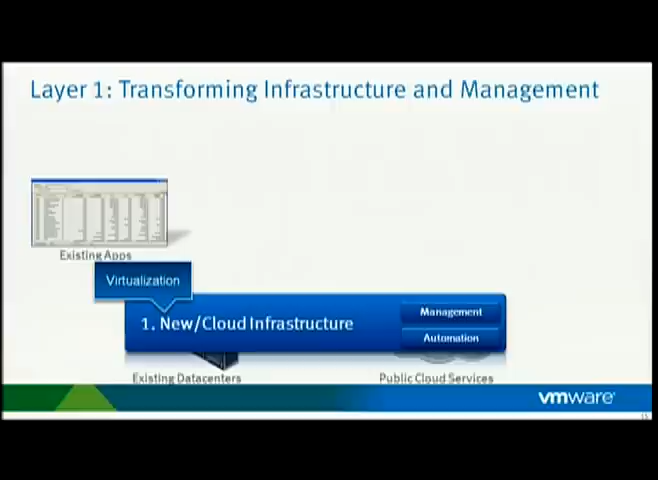 Layer 1: Transforming Infrastructure and Management
Existing Apps
Virtualization
1. New/Cloud Infrastructure
Management
Automation
Existing Datacenters
Public Cloud Services
vmware
15